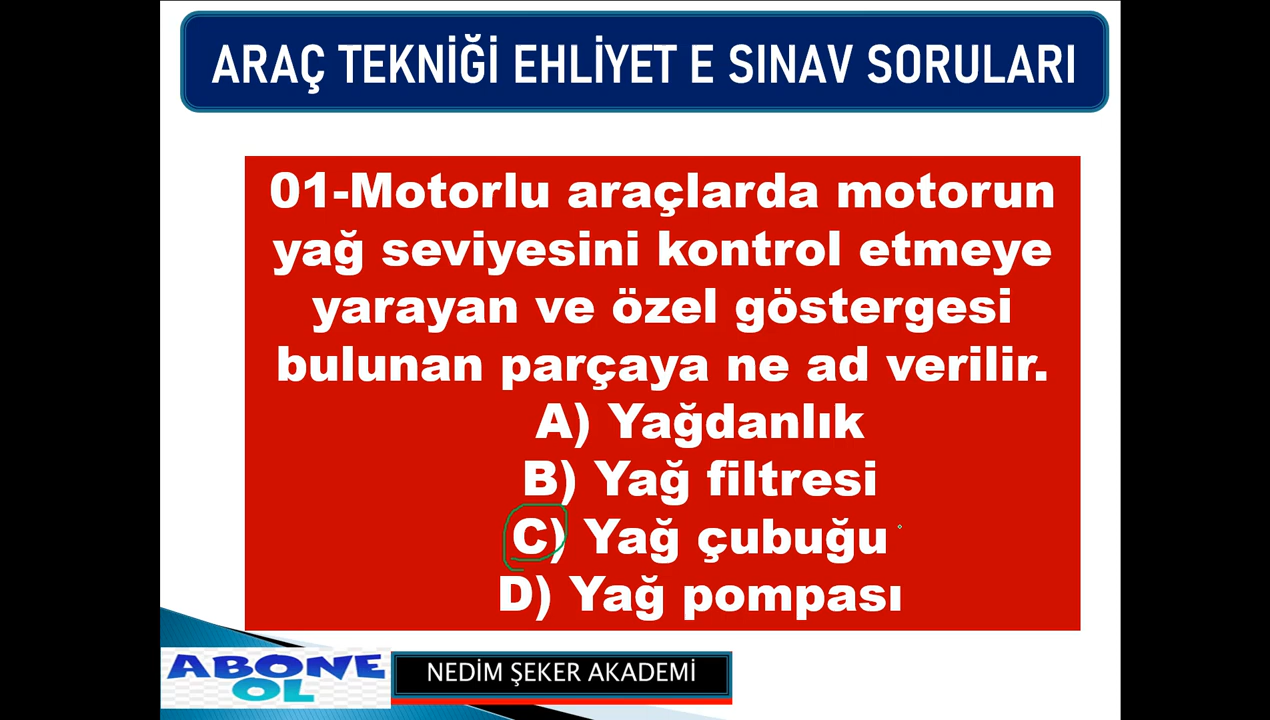 ARAÇ TEKNİĞİ EHLİYET E SINAV SORULARI
01-Motorlu araçlarda motorun
yağ seviyesini kontrol etmeye
yarayan ve özel göstergesi
bulunan parçaya ne ad verilir.
A) Yağdanlık
B) Yağ filtresi
C) Yağ çubuğu
D) Yağ pompası
ABONE
OL
NEDİM ŞEKER AKADEMİ